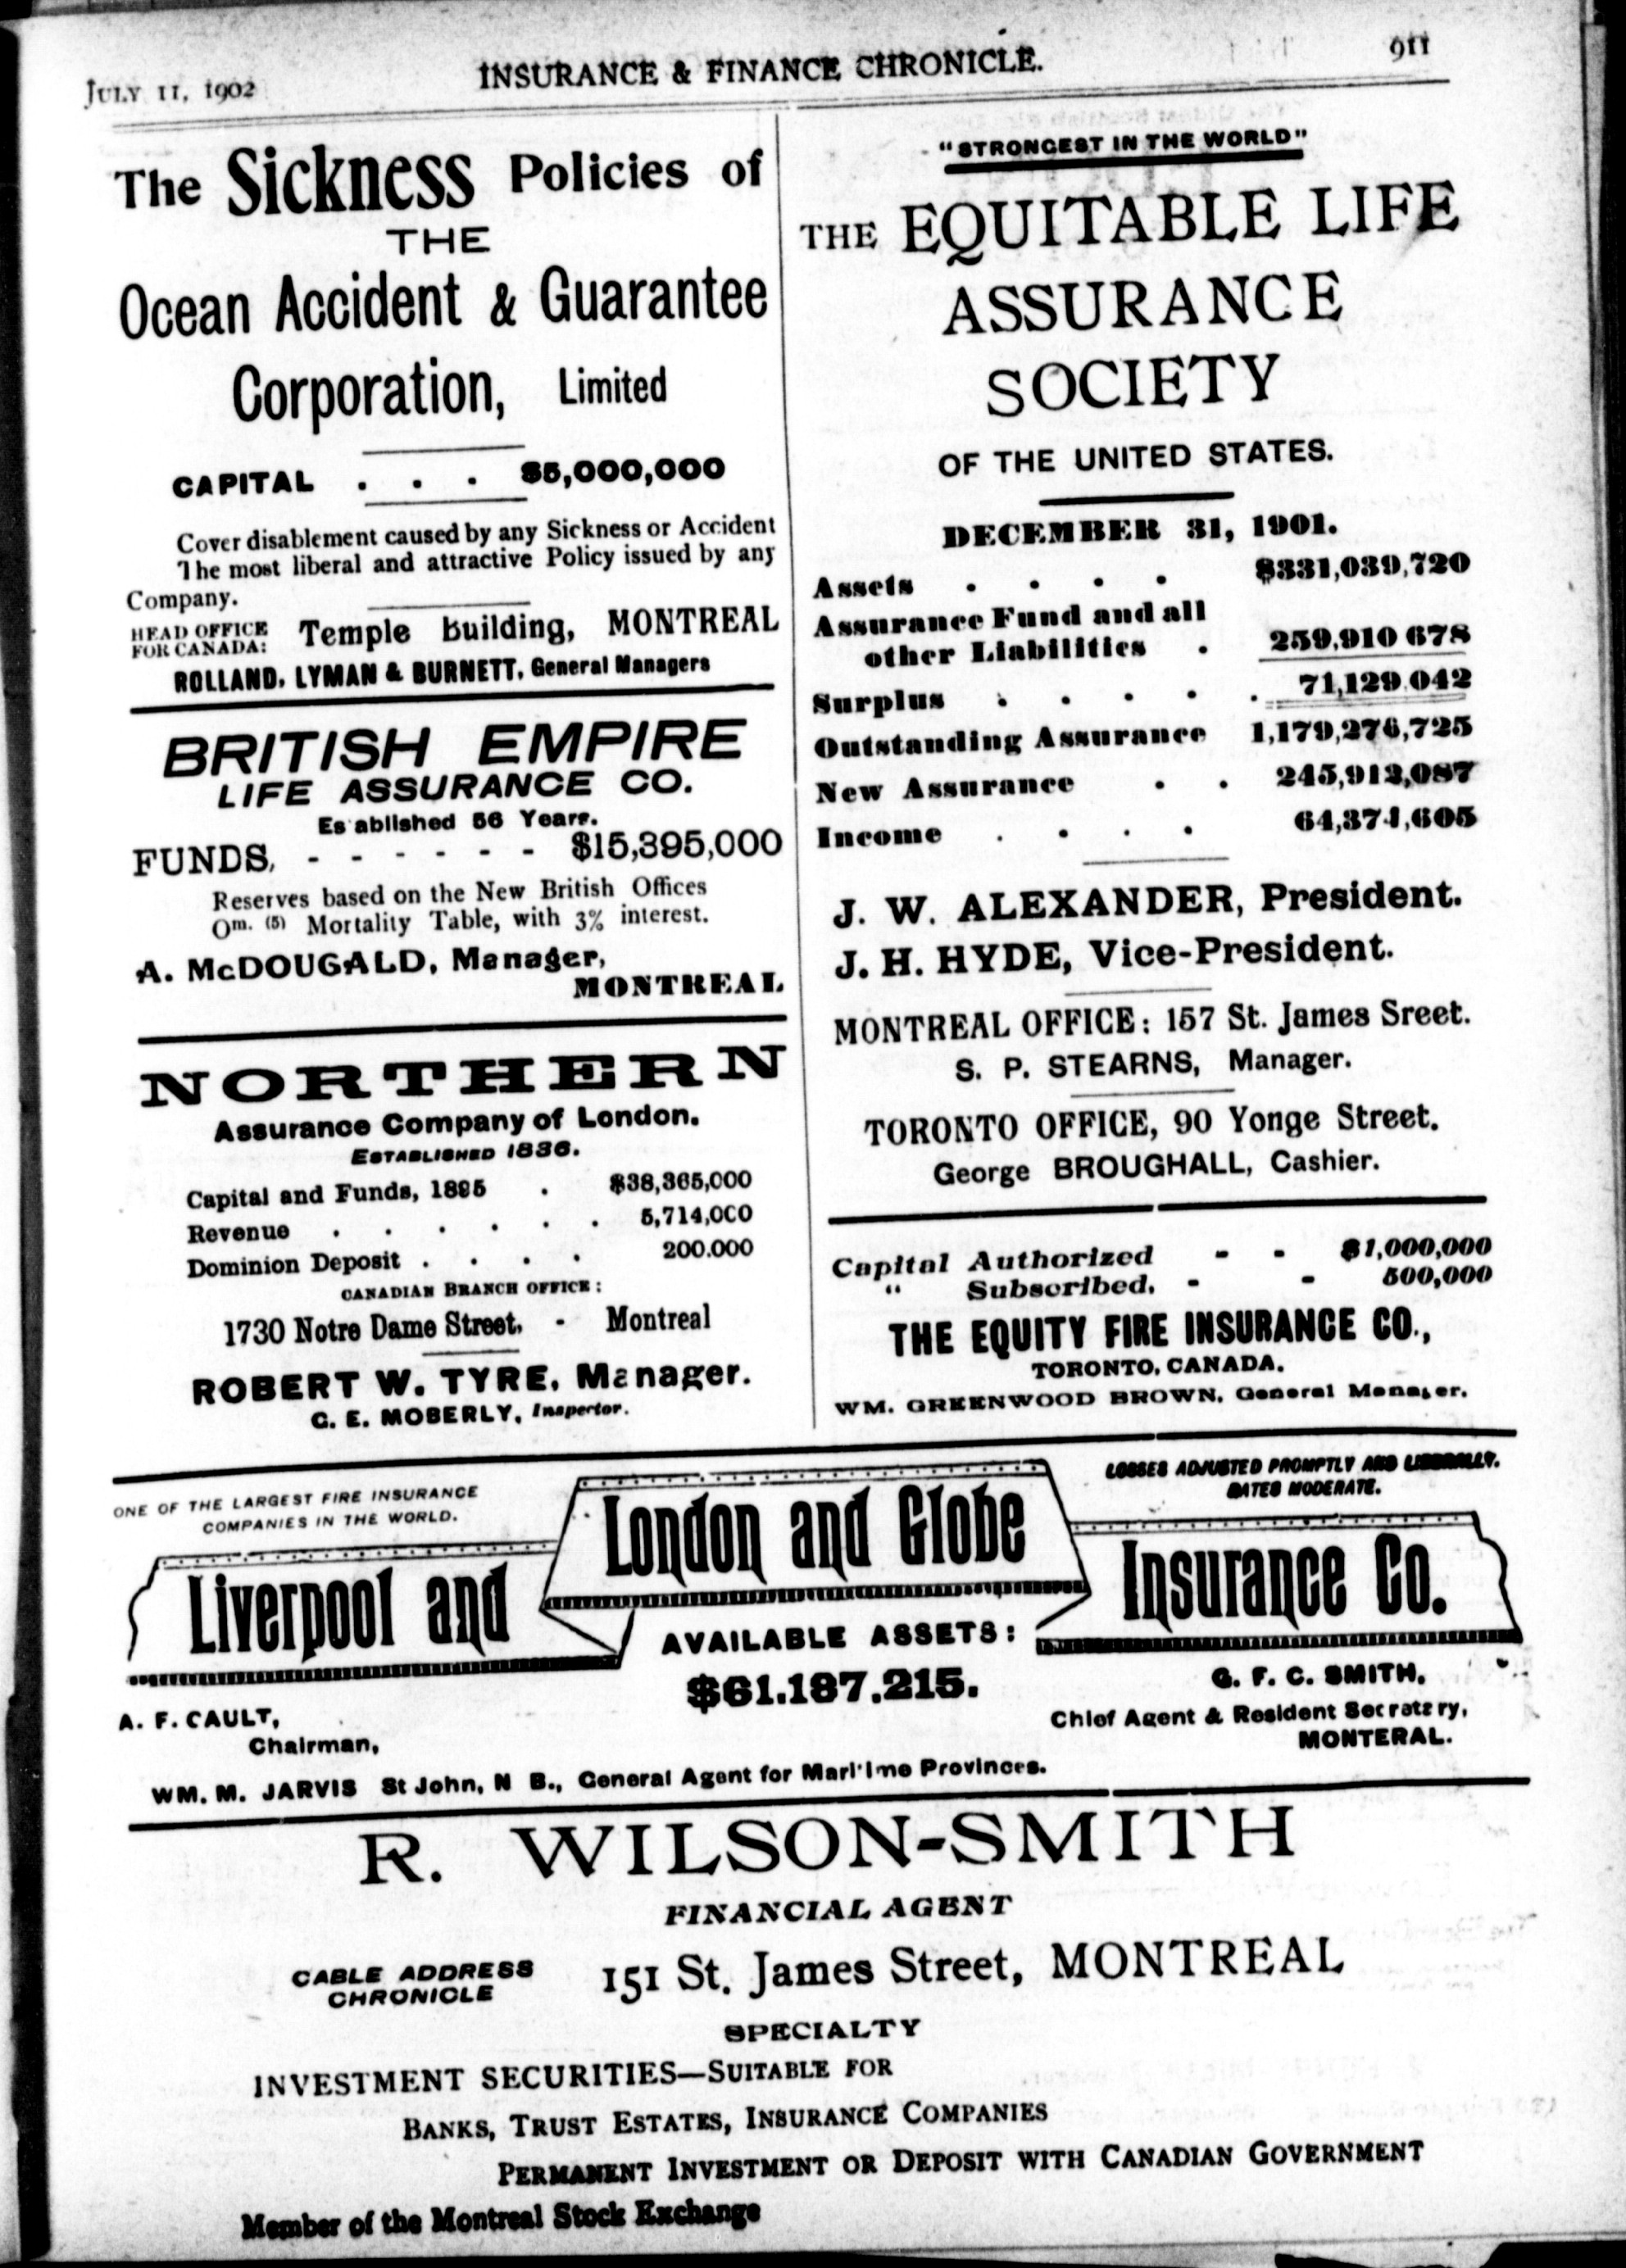 JULY 11, 1902
INSURANCE & FINANCE CHRONICLE.
911
The Sickness Policies of
THE
Ocean Accident & Guarantee
Corporation, Limited
CAPITAL . . . $5,000,000
Cover disablement caused by any Sickness or Accident
The most liberal and attractive Policy issued by any
Company.
HEAD OFFICE
FOR CANADA:
Temple Building, MONTREAL
ROLLAND, LYMAN & BURNETT, General Managers
BRITISH EMPIRE
LIFE ASSURANCE CO.
Es ablished 56 Years.
FUNDS, - - - - - - $15,395,000
Reserves based on the New British Offices
Om. (5) Mortality Table, with 3% interest.
A. McDOUGALD, Manager,
MONTREAL
NORTHERN
Assurance Company of London.
ESTABLISHED 1836.
Capital and Funds, 1895 . $38,365,000
Revenue . . . . . . 5,714,000
Dominion Deposit . . . . 200.000
CANADIAN BRANCH OFFICE:
1730 Notre Dame Street, - Montreal
ROBERT W. TYRE, Manager.
C. E. MOBERLY, Inspector.
"STRONGEST IN THE WORLD"
THE EQUITABLE LIFE
ASSURANCE
SOCIETY
OF THE UNITED STATES.
DECEMBER 31, 1901.
Assets . . . . $331,039,720
Assurance Fund and all
other Liabilities . 259,910 678
Surplus . . . . . 71,129.042
Outstanding Assurance 1,179,276,725
New Assurance . . 245,912,087
Income . . . . 64,374,605
J. W. ALEXANDER, President.
J. H. HYDE, Vice-President.
MONTREAL OFFICE: 157 St. James Sreet.
S. P. STEARNS, Manager.
TORONTO OFFICE, 90 Yonge Street.
George BROUGHALL, Cashier.
Capital Authorized - - $1,000,000
" Subscribed, - - 500,000
THE EQUITY FIRE INSURANCE CO.,
TORONTO, CANADA.
WM. GREENWOOD BROWN, General Manager.
ONE OF THE LARGEST FIRE INSURANCE
COMPANIES IN THE WORLD.
LOSSES ADJUSTED PROMPTLY AND LIBERALLY.
RATES MODERATE.
Liverpool and London and Globe Insurance Co.
AVAILABLE ASSETS:
$61,187,215.
A. F. CAULT,
Chairman,
G. F. C. SMITH,
Chief Agent & Resident Secretary,
MONTERAL.
WM. M. JARVIS St John, N B., General Agent for Mari'ime Provinces.
R. WILSON-SMITH
FINANCIAL AGENT
CABLE ADDRESS
CHRONICLE
151 St. James Street, MONTREAL
SPECIALTY
INVESTMENT SECURITIES—SUITABLE FOR
BANKS, TRUST ESTATES, INSURANCE COMPANIES
PERMANENT INVESTMENT OR DEPOSIT WITH CANADIAN GOVERNMENT
Member of the Montreal Stock Exchange